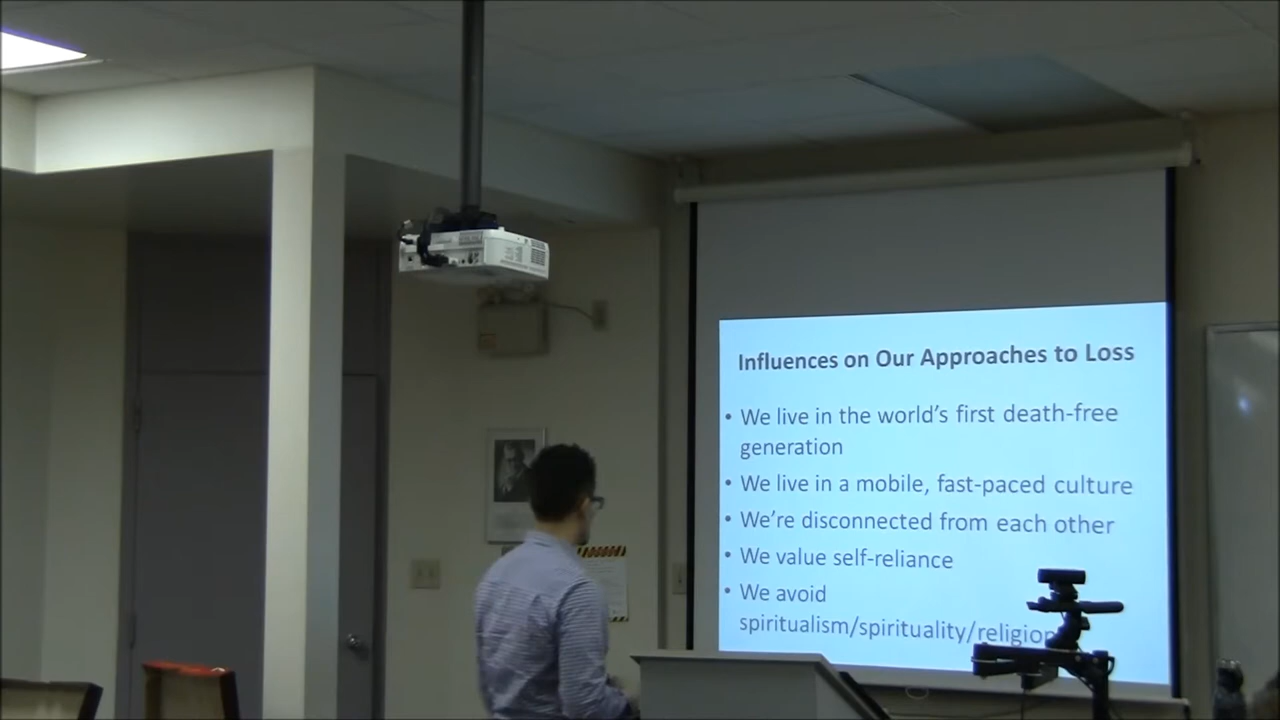 Influences on Our Approaches to Loss
• We live in the world's first death-free
generation
• We live in a mobile, fast-paced culture
• We're disconnected from each other
• We value self-reliance
• We avoid
spiritualism/spirituality/religion